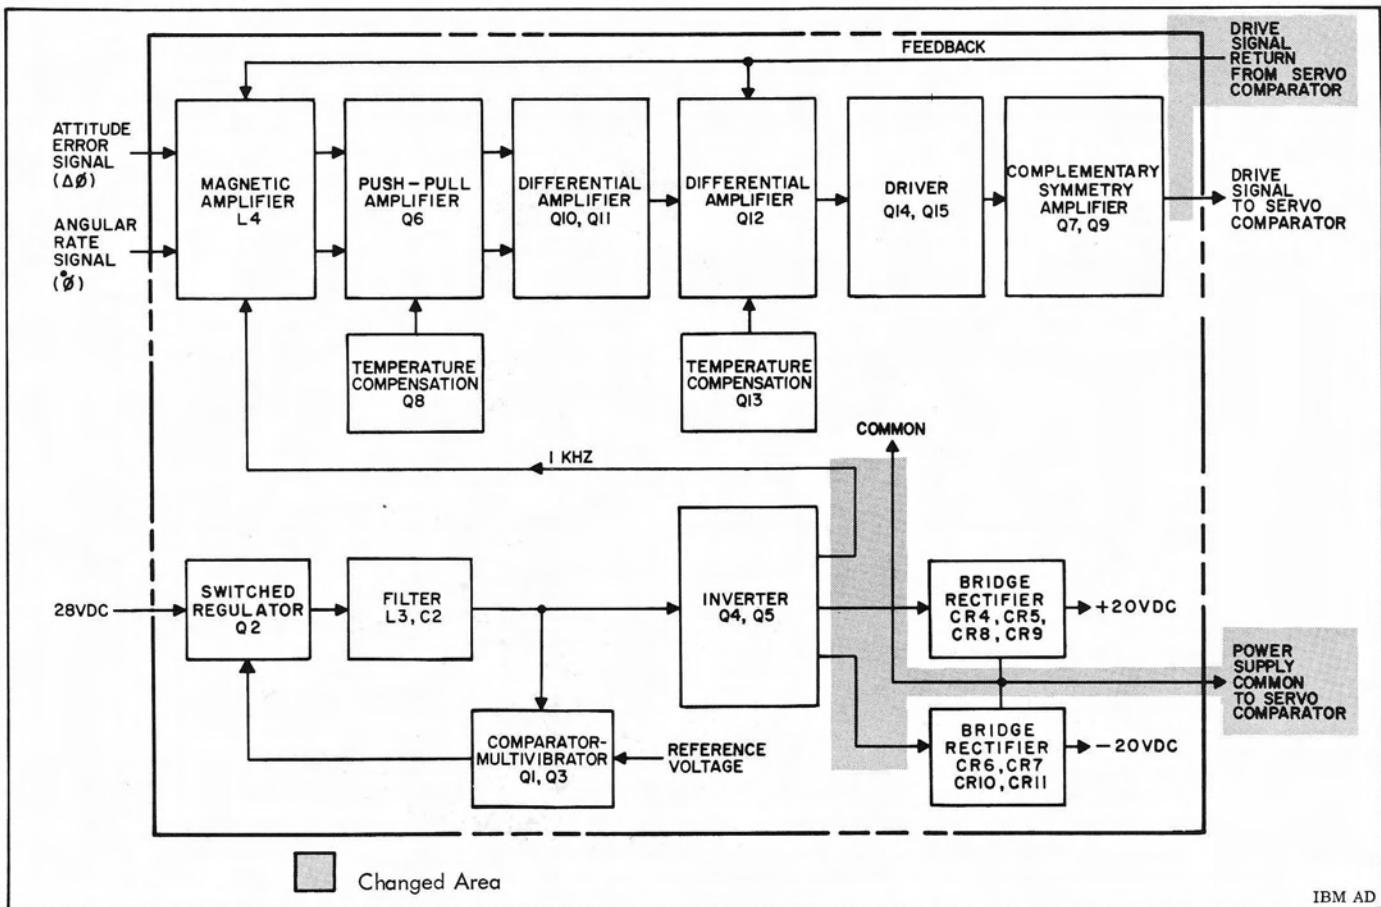 FEEDBACK
DRIVE
SIGNAL
RETURN
FROM SERVO
COMPARATOR
ATTITUDE
ERROR
SIGNAL
(ΔØ)
ANGULAR
RATE
SIGNAL
(Ø̇)
MAGNETIC
AMPLIFIER
L4
PUSH-PULL
AMPLIFIER
Q6
DIFFERENTIAL
AMPLIFIER
Q10, Q11
DIFFERENTIAL
AMPLIFIER
Q12
DRIVER
Q14, Q15
COMPLEMENTARY
SYMMETRY
AMPLIFIER
Q7, Q9
DRIVE
SIGNAL
TO SERVO
COMPARATOR
TEMPERATURE
COMPENSATION
Q8
TEMPERATURE
COMPENSATION
Q13
COMMON
1 KHZ
28VDC
SWITCHED
REGULATOR
Q2
FILTER
L3, C2
INVERTER
Q4, Q5
BRIDGE
RECTIFIER
CR4, CR5,
CR8, CR9
+20VDC
POWER
SUPPLY
COMMON
TO SERVO
COMPARATOR
COMPARATOR-
MULTIVIBRATOR
Q1, Q3
REFERENCE
VOLTAGE
BRIDGE
RECTIFIER
CR6, CR7
CR10, CR11
-20VDC
Changed Area
IBM AD